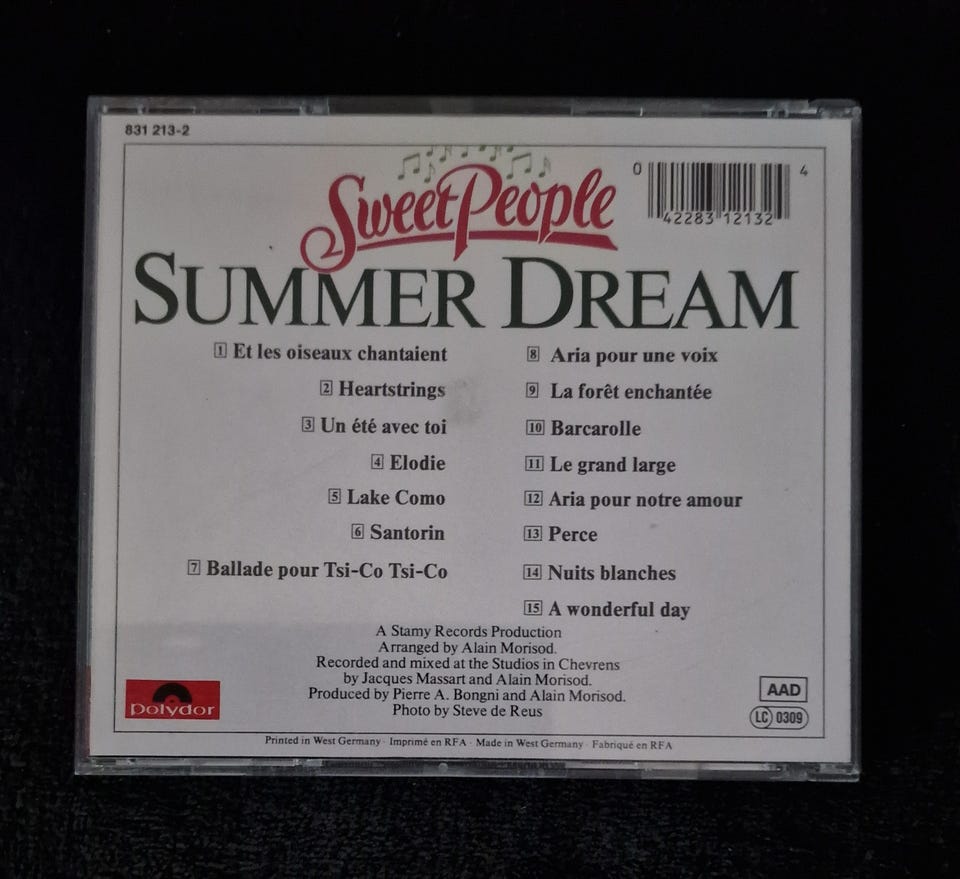 831 213-2
Sweet People
0 42283 12132 4
SUMMER DREAM
1 Et les oiseaux chantaient
2 Heartstrings
3 Un été avec toi
4 Elodie
5 Lake Como
6 Santorin
7 Ballade pour Tsi-Co Tsi-Co
8 Aria pour une voix
9 La forêt enchantée
10 Barcarolle
11 Le grand large
12 Aria pour notre amour
13 Perce
14 Nuits blanches
15 A wonderful day
A Stamy Records Production
Arranged by Alain Morisod.
Recorded and mixed at the Studios in Chevrens
by Jacques Massart and Alain Morisod.
Produced by Pierre A. Bongni and Alain Morisod.
Photo by Steve de Reus
polydor
AAD
LC 0309
Printed in West Germany · Imprimé en RFA · Made in West Germany · Fabriqué en RFA